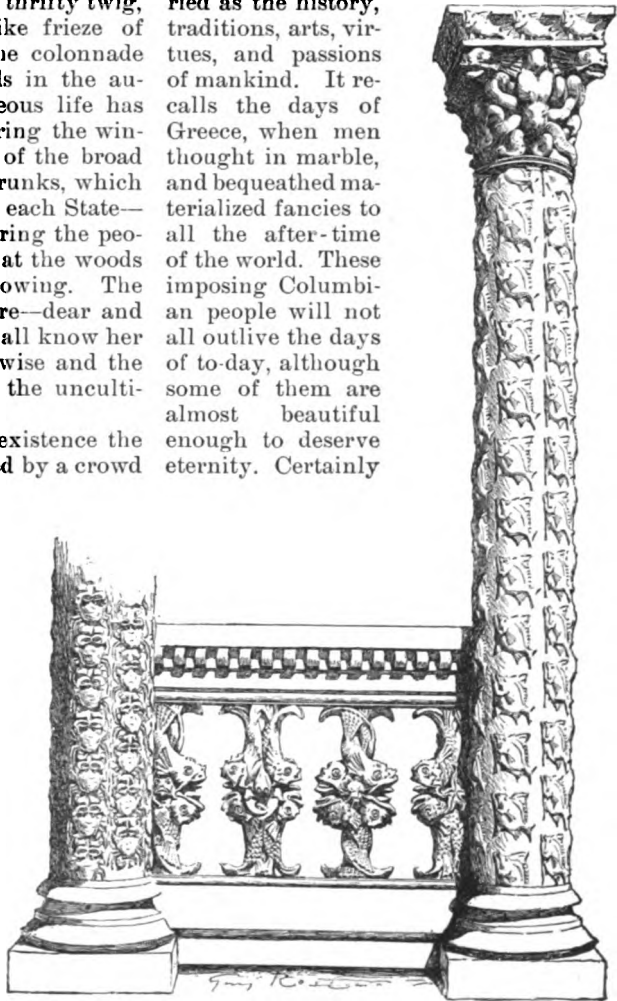 thrifty twig,
ike frieze of
e colonnade
ls in the au-
eous life has
ring the win-
of the broad
runks, which
each State—
ring the peo-
at the woods
owing. The
re—dear and
all know her
wise and the
the unculti-
existence the
d by a crowd
ried as the history,
traditions, arts, vir-
tues, and passions
of mankind. It re-
calls the days of
Greece, when men
thought in marble,
and bequeathed ma-
terialized fancies to
all the after-time
of the world. These
imposing Columbi-
an people will not
all outlive the days
of to-day, although
some of them are
almost beautiful
enough to deserve
eternity. Certainly